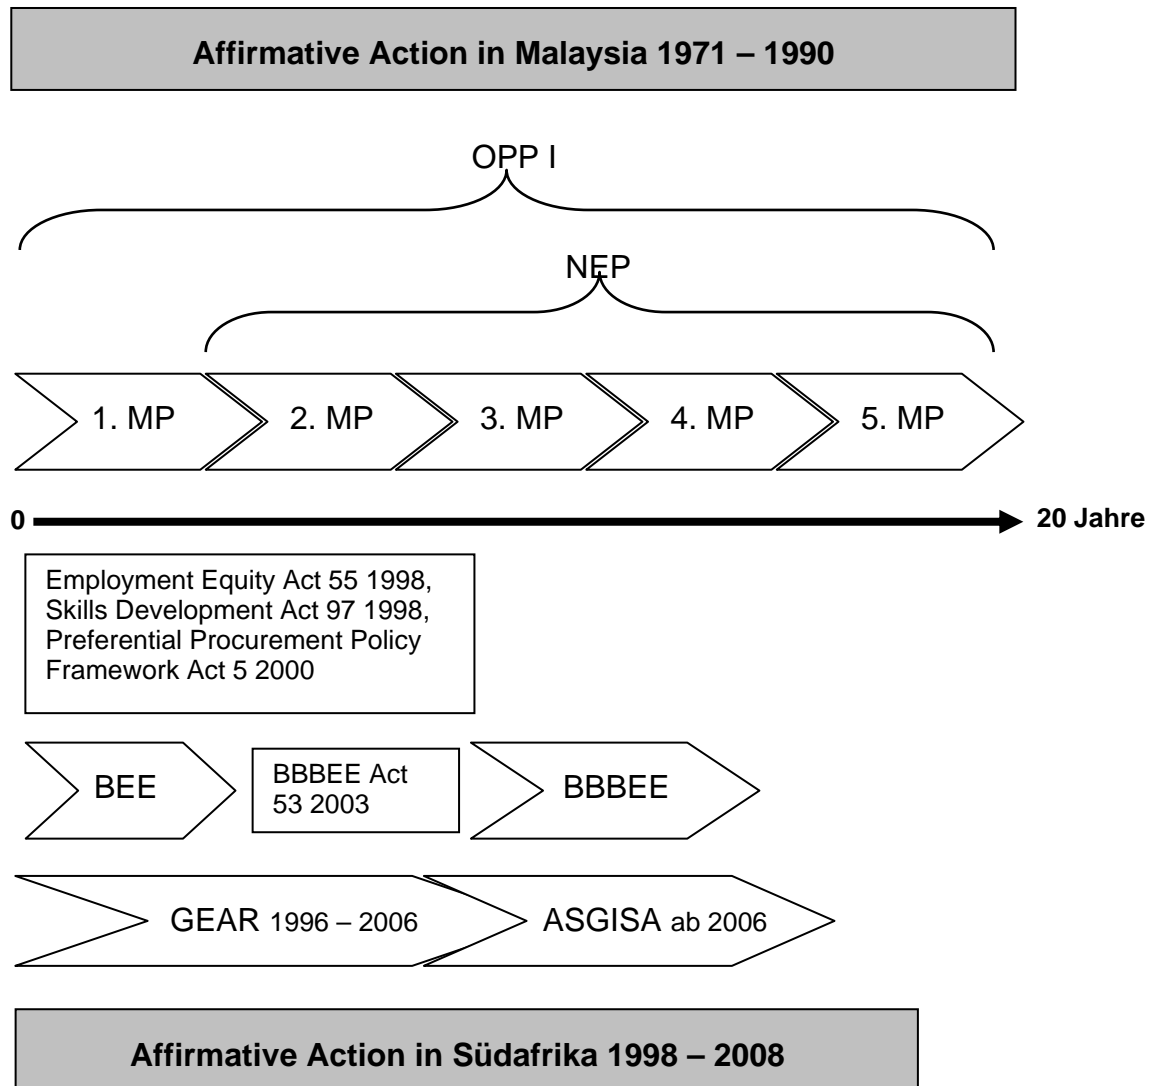 Affirmative Action in Malaysia 1971 – 1990
OPP I
NEP
1. MP
2. MP
3. MP
4. MP
5. MP
0
20 Jahre
Employment Equity Act 55 1998,
Skills Development Act 97 1998,
Preferential Procurement Policy
Framework Act 5 2000
BEE
BBBEE Act
53 2003
BBBEE
GEAR 1996 – 2006
ASGISA ab 2006
Affirmative Action in Südafrika 1998 – 2008